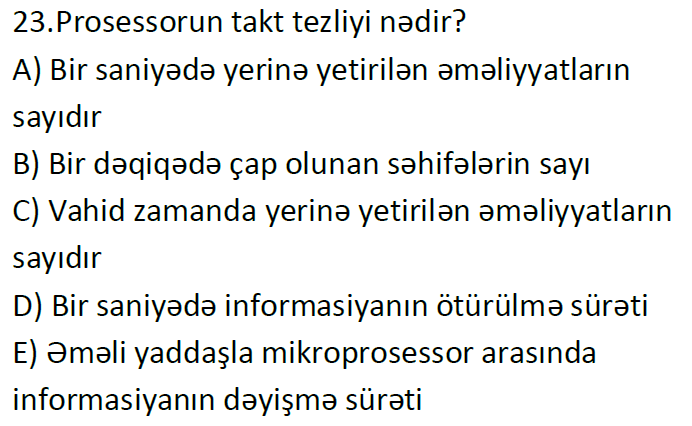 23.Prosessorun takt tezliyi nədir?
A) Bir saniyədə yerinə yetirilən əməliyyatların
sayıdır
B) Bir dəqiqədə çap olunan səhifələrin sayı
C) Vahid zamanda yerinə yetirilən əməliyyatların
sayıdır
D) Bir saniyədə informasiyanın ötürülmə sürəti
E) Əməli yaddaşla mikroprosessor arasında
informasiyanın dəyişmə sürəti